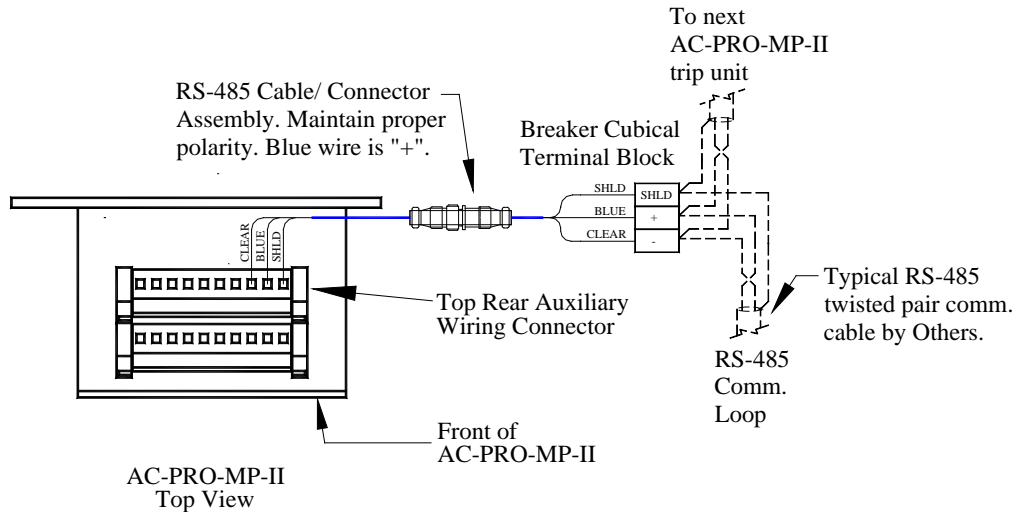 To next
AC-PRO-MP-II
trip unit
RS-485 Cable/ Connector
Assembly. Maintain proper
polarity. Blue wire is "+".
Breaker Cubical
Terminal Block
SHLD
SHLD
BLUE
+
CLEAR
-
CLEAR
BLUE
SHLD
Top Rear Auxiliary
Wiring Connector
Typical RS-485
twisted pair comm.
cable by Others.
RS-485
Comm.
Loop
Front of
AC-PRO-MP-II
AC-PRO-MP-II
Top View